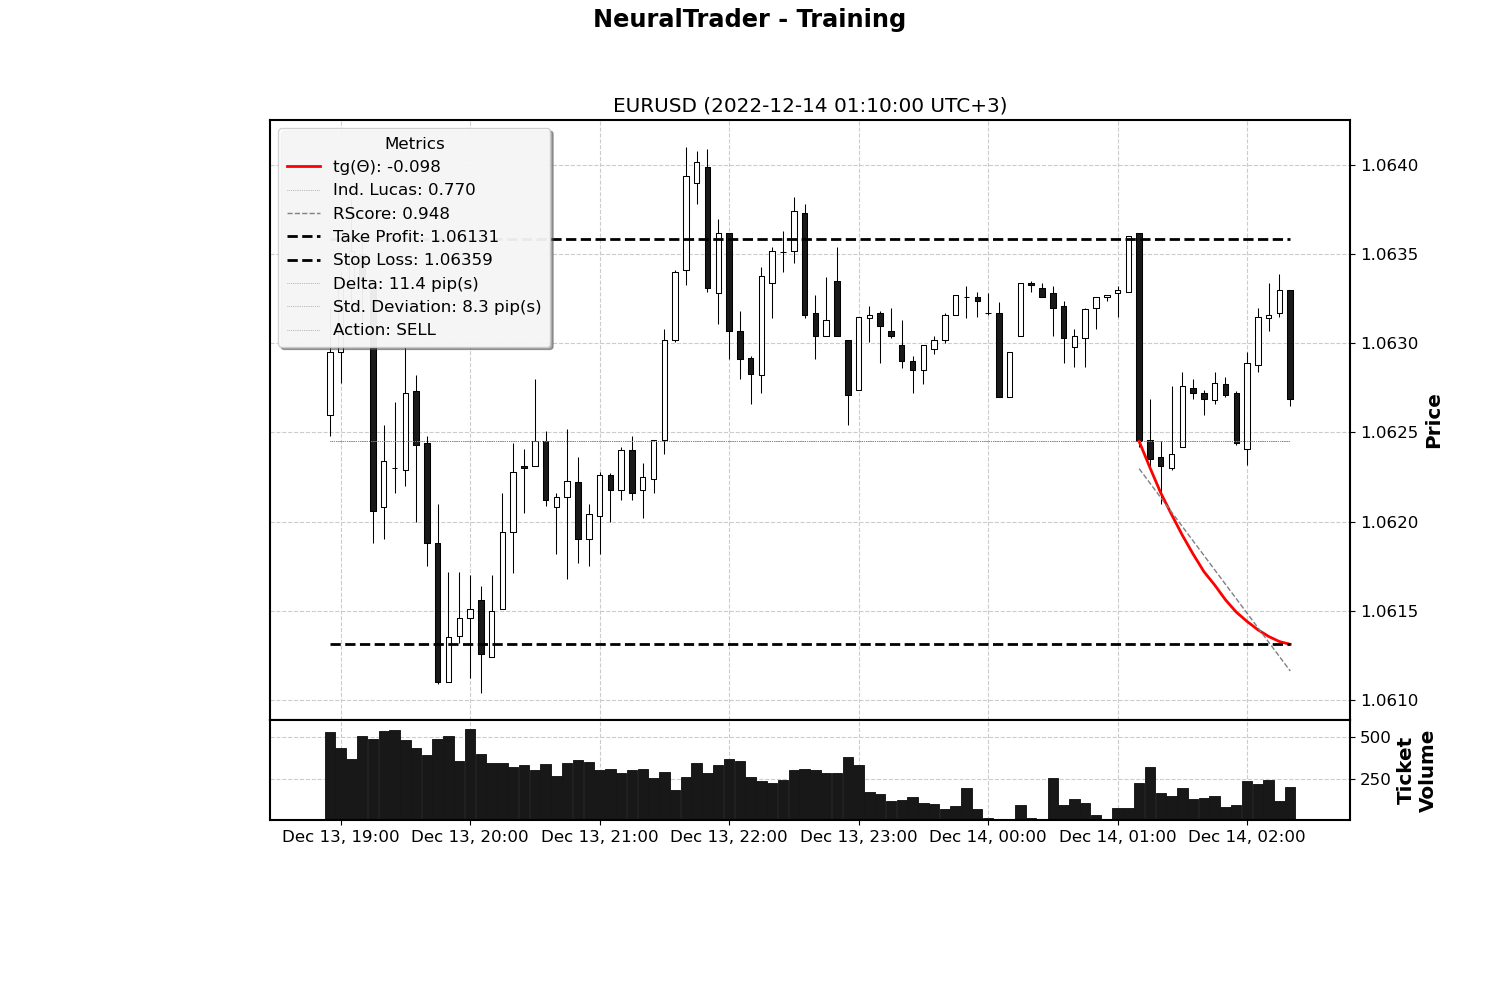 NeuralTrader - Training
EURUSD (2022-12-14 01:10:00 UTC+3)
Metrics
tg(Θ): -0.098
Ind. Lucas: 0.770
RScore: 0.948
Take Profit: 1.06131
Stop Loss: 1.06359
Delta: 11.4 pip(s)
Std. Deviation: 8.3 pip(s)
Action: SELL
1.0640
1.0635
1.0630
1.0625
1.0620
1.0615
1.0610
Price
500
250
Ticket
Volume
Dec 13, 19:00 Dec 13, 20:00 Dec 13, 21:00 Dec 13, 22:00 Dec 13, 23:00 Dec 14, 00:00 Dec 14, 01:00 Dec 14, 02:00